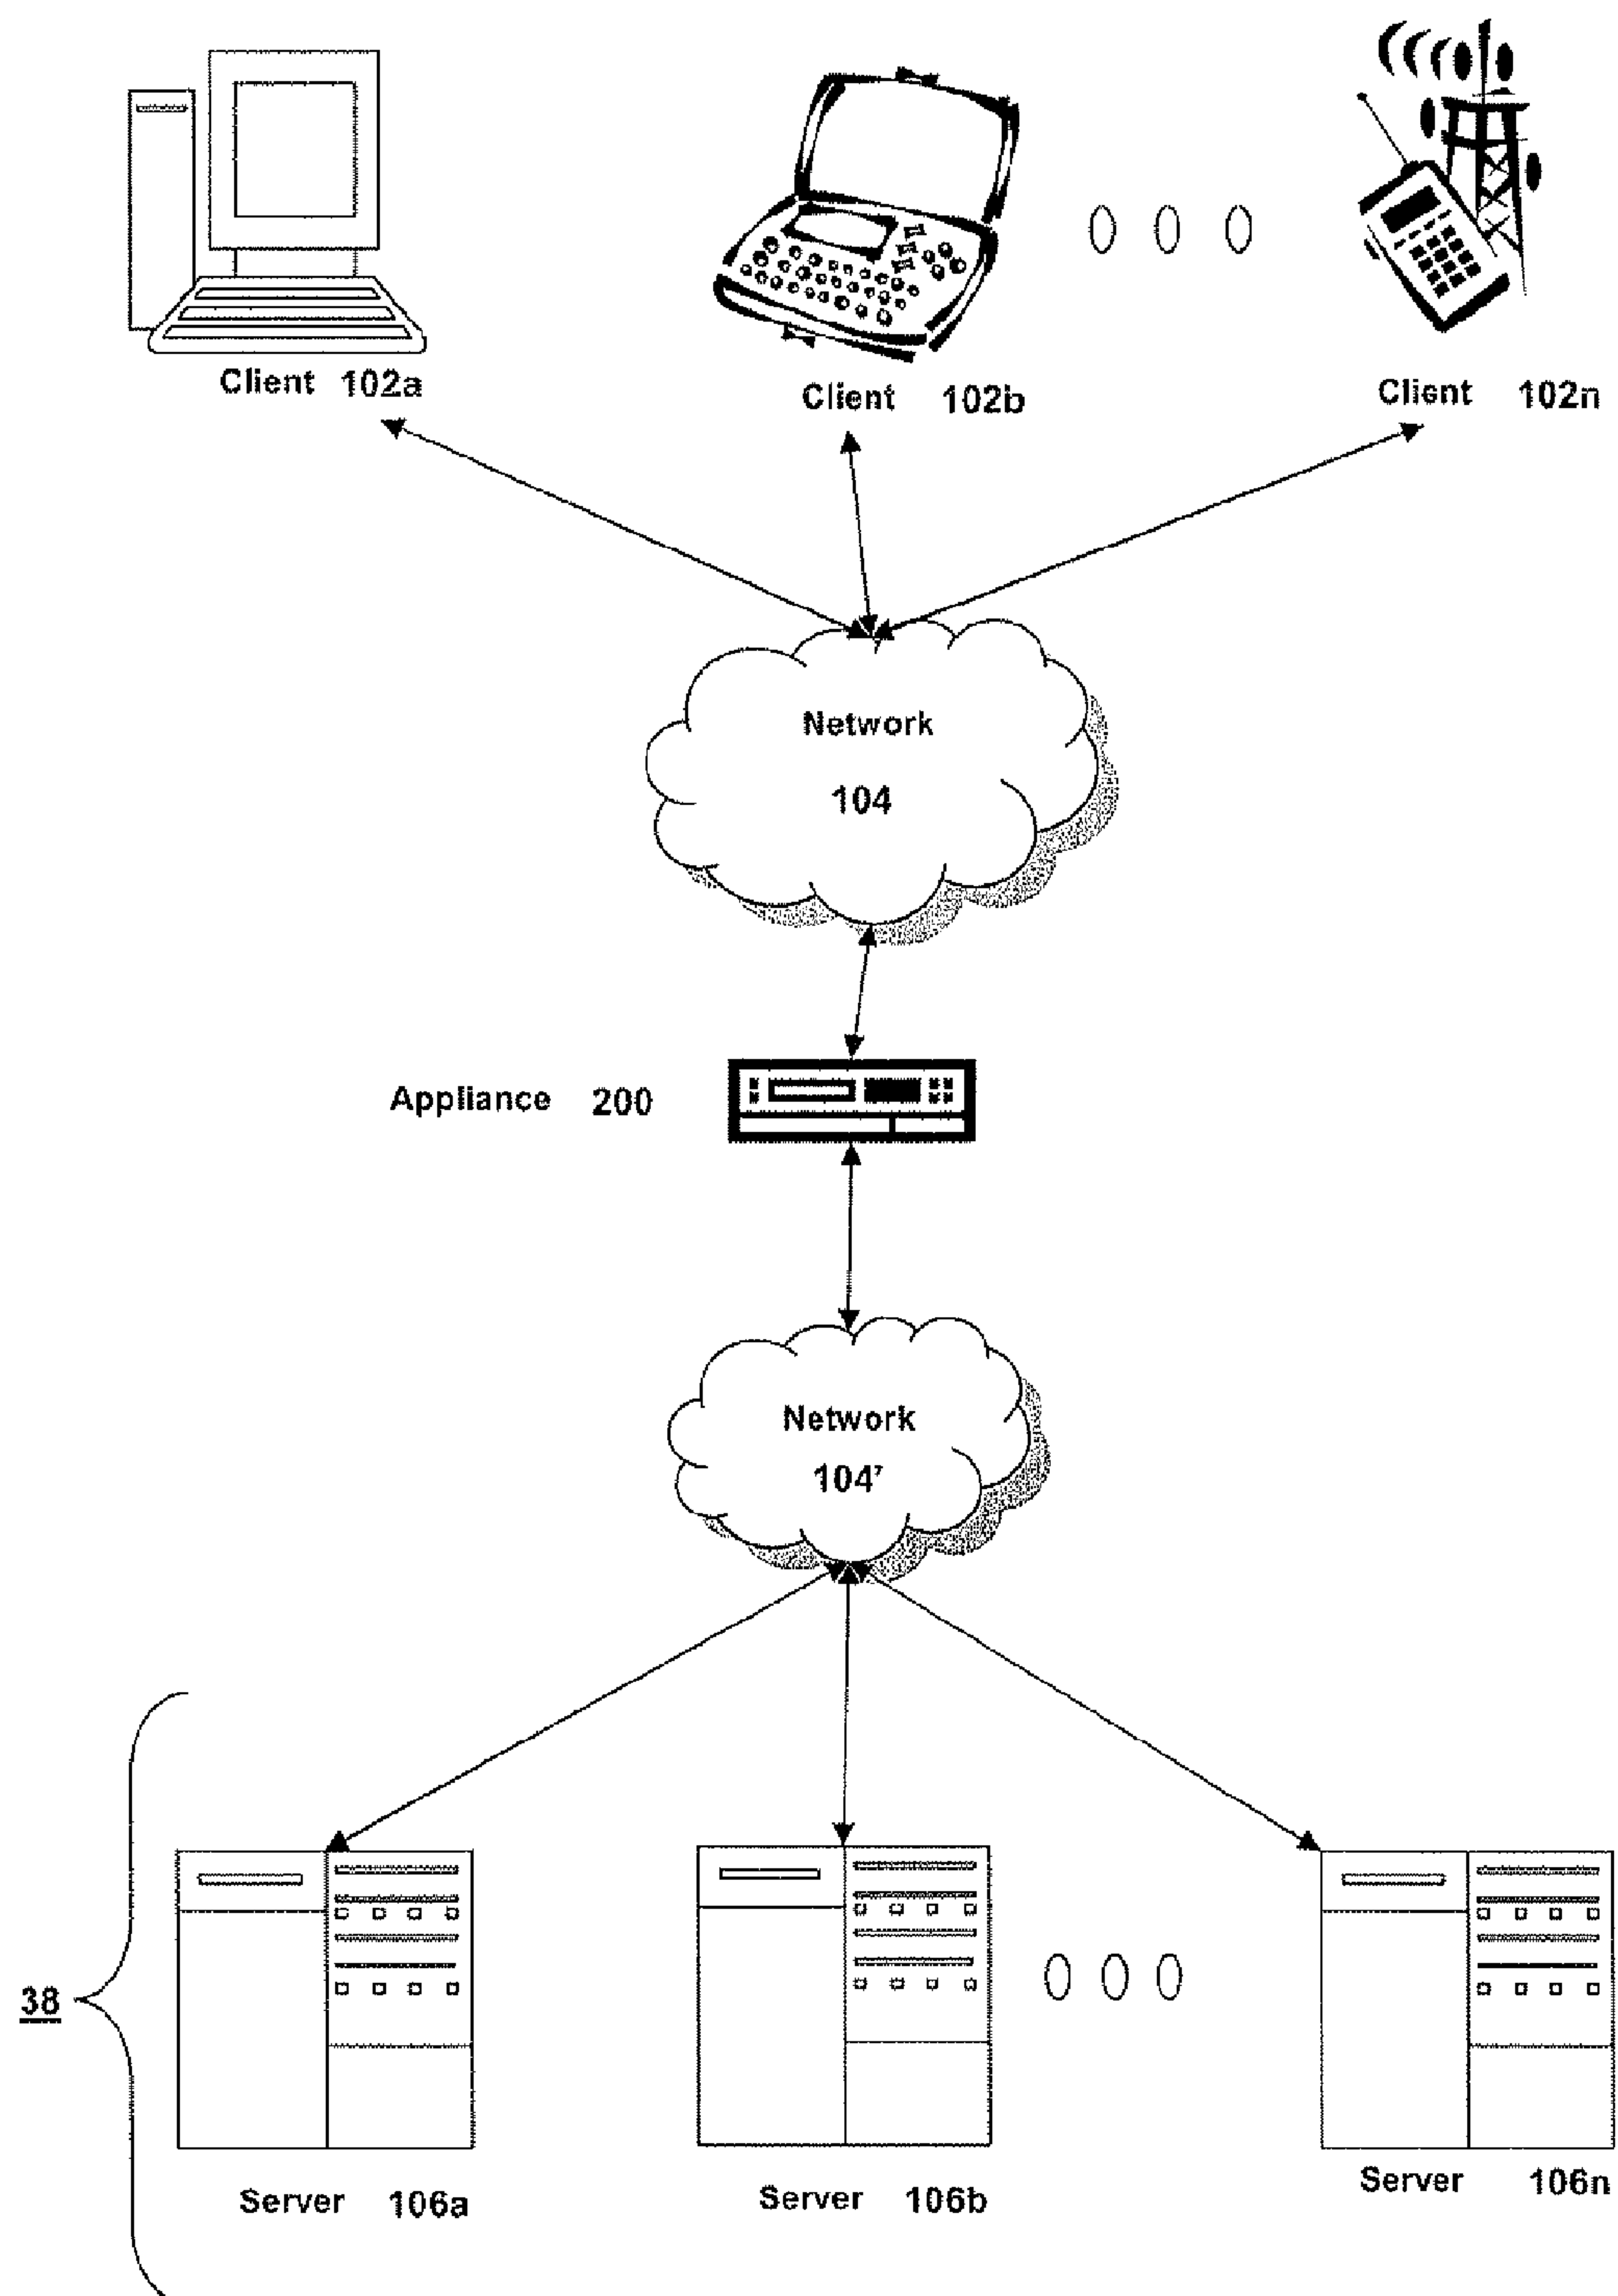 Client 102a
Client 102b
Client 102n
Network
104
Appliance 200
Network
104'
38
Server 106a
Server 106b
Server 106n